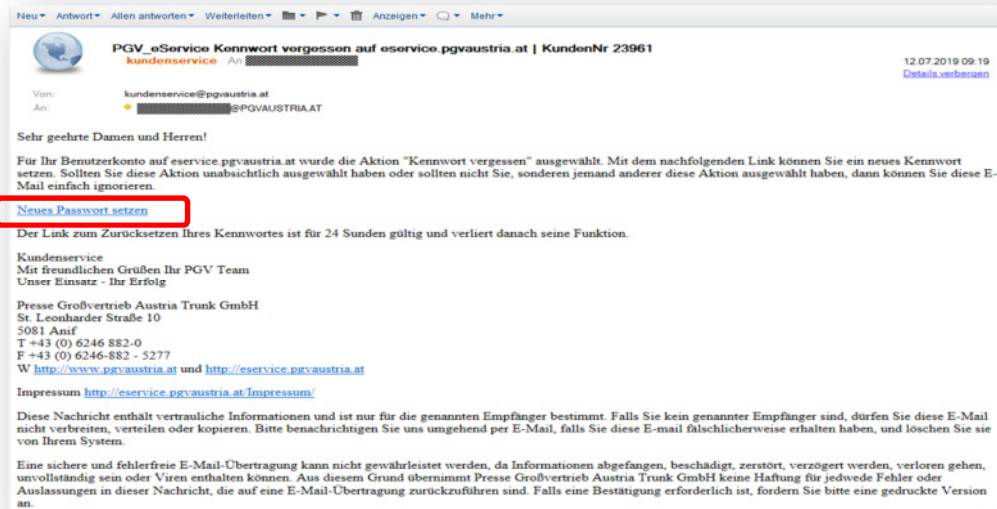 Neu Antwort Allen antworten Weiterleiten Anzeigen Mehr
PGV_eService Kennwort vergessen auf eservice.pgvaustria.at | KundenNr 23961
kundenservice An
12.07.2019 09:19
Details verbergen
Von: kundenservice@pgvaustria.at
An: @PGVAUSTRIA.AT
Sehr geehrte Damen und Herren!
Für Ihr Benutzerkonto auf eservice.pgvaustria.at wurde die Aktion "Kennwort vergessen" ausgewählt. Mit dem nachfolgenden Link können Sie ein neues Kennwort
setzen. Sollten Sie diese Aktion unabsichtlich ausgewählt haben oder sollten nicht Sie, sonderen jemand anderer diese Aktion ausgewählt haben, dann können Sie diese E-
Mail einfach ignorieren.
Neues Passwort setzen
Der Link zum Zurücksetzen Ihres Kennwortes ist für 24 Sunden gültig und verliert danach seine Funktion.
Kundenservice
Mit freundlichen Grüßen Ihr PGV Team
Unser Einsatz - Ihr Erfolg
Presse Großvertrieb Austria Trunk GmbH
St. Leonharder Straße 10
5081 Anif
T +43 (0) 6246 882-0
F +43 (0) 6246-882 - 5277
W http://www.pgvaustria.at und http://eservice.pgvaustria.at
Impressum http://eservice.pgvaustria.at/Impressum/
Diese Nachricht enthält vertrauliche Informationen und ist nur für die genannten Empfänger bestimmt. Falls Sie kein genannter Empfänger sind, dürfen Sie diese E-Mail
nicht verbreiten, verteilen oder kopieren. Bitte benachrichtigen Sie uns umgehend per E-Mail, falls Sie diese E-mail fälschlicherweise erhalten haben, und löschen Sie sie
von Ihrem System.
Eine sichere und fehlerfreie E-Mail-Übertragung kann nicht gewährleistet werden, da Informationen abgefangen, beschädigt, zerstört, verzögert werden, verloren gehen,
unvollständig sein oder Viren enthalten können. Aus diesem Grund übernimmt Presse Großvertrieb Austria Trunk GmbH keine Haftung für jedwede Fehler oder
Auslassungen in dieser Nachricht, die auf eine E-Mail-Übertragung zurückzuführen sind. Falls eine Bestätigung erforderlich ist, fordern Sie bitte eine gedruckte Version
an.